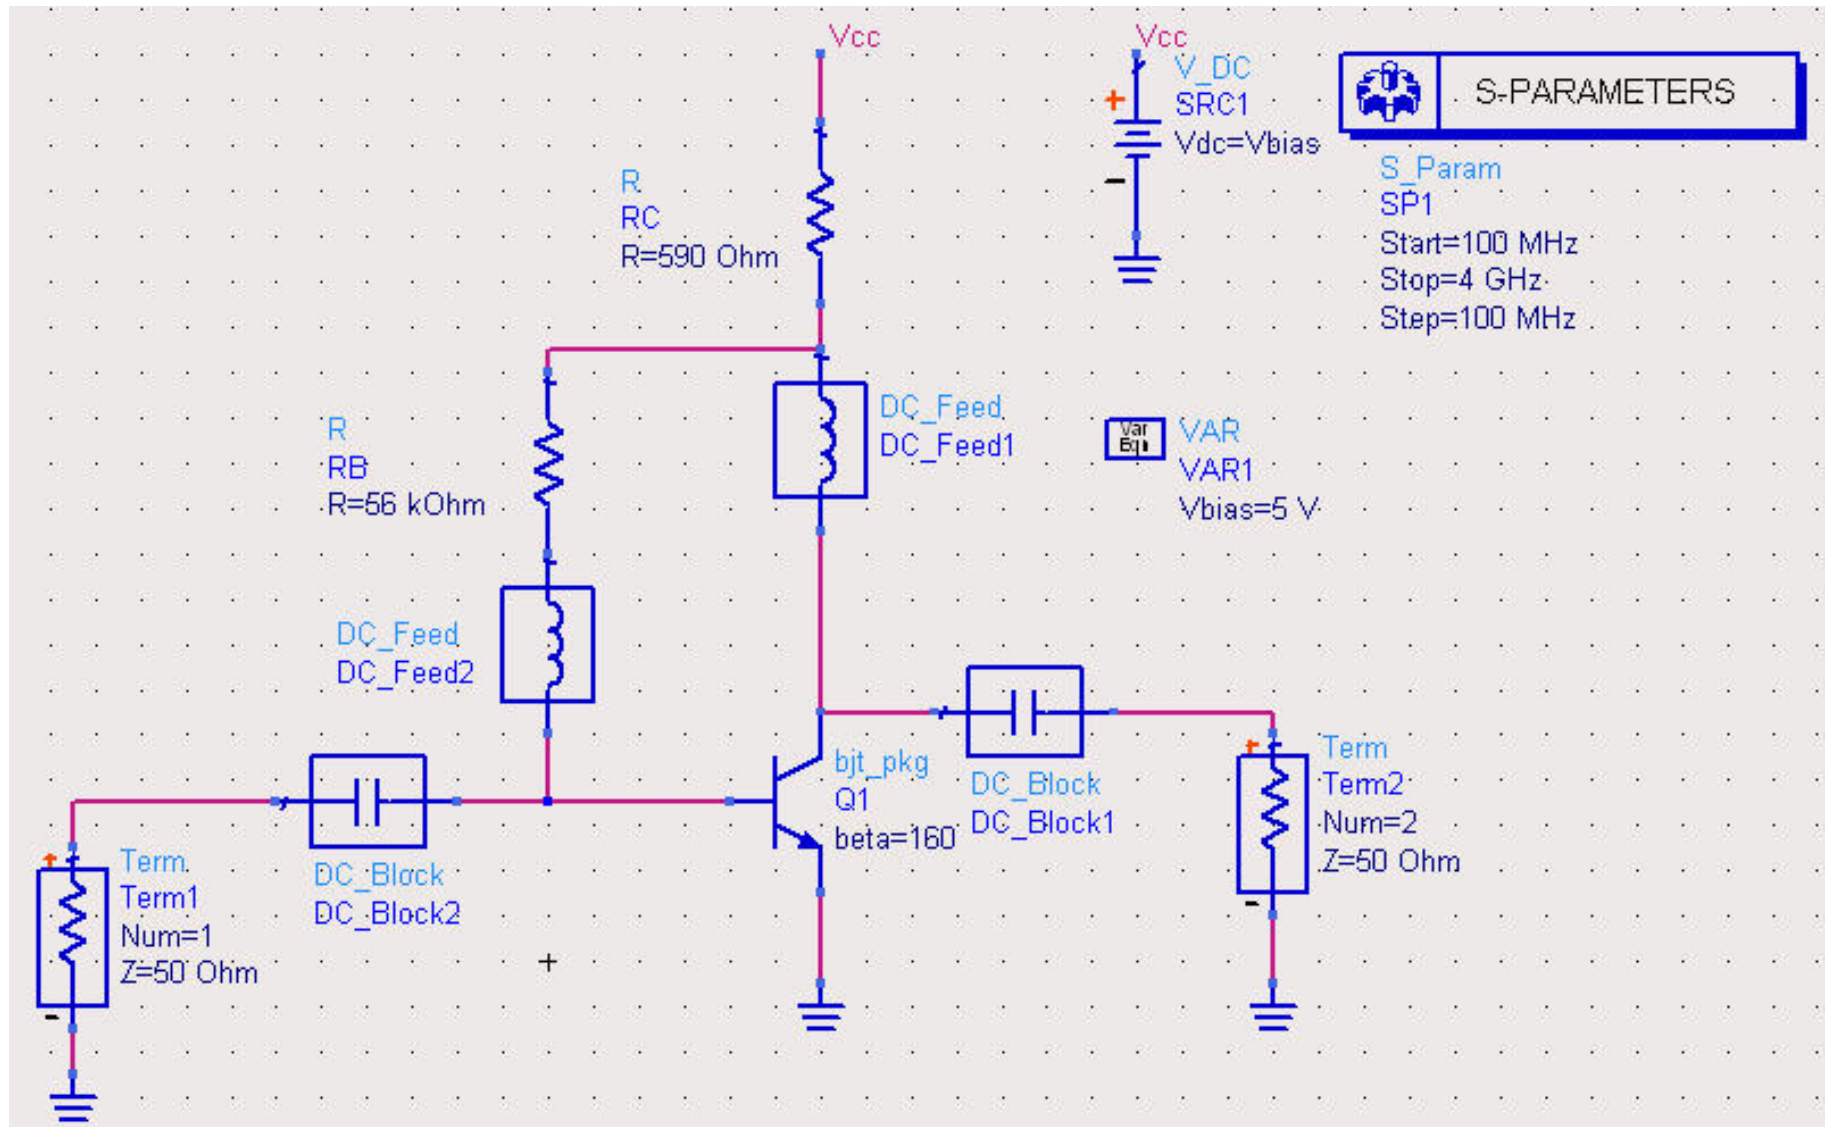 Vcc
Vcc
V_DC
SRC1
Vdc=Vbias
+
-
S-PARAMETERS
S_Param
SP1
Start=100 MHz
Stop=4 GHz
Step=100 MHz
R
RC
R=590 Ohm
R
RB
R=56 kOhm
DC_Feed
DC_Feed1
Var
Eqn
VAR
VAR1
Vbias=5 V
DC_Feed
DC_Feed2
bjt_pkg
Q1
beta=160
DC_Block
DC_Block1
+
Term
Term2
Num=2
Z=50 Ohm
-
+
Term
Term1
Num=1
Z=50 Ohm
-
DC_Block
DC_Block2